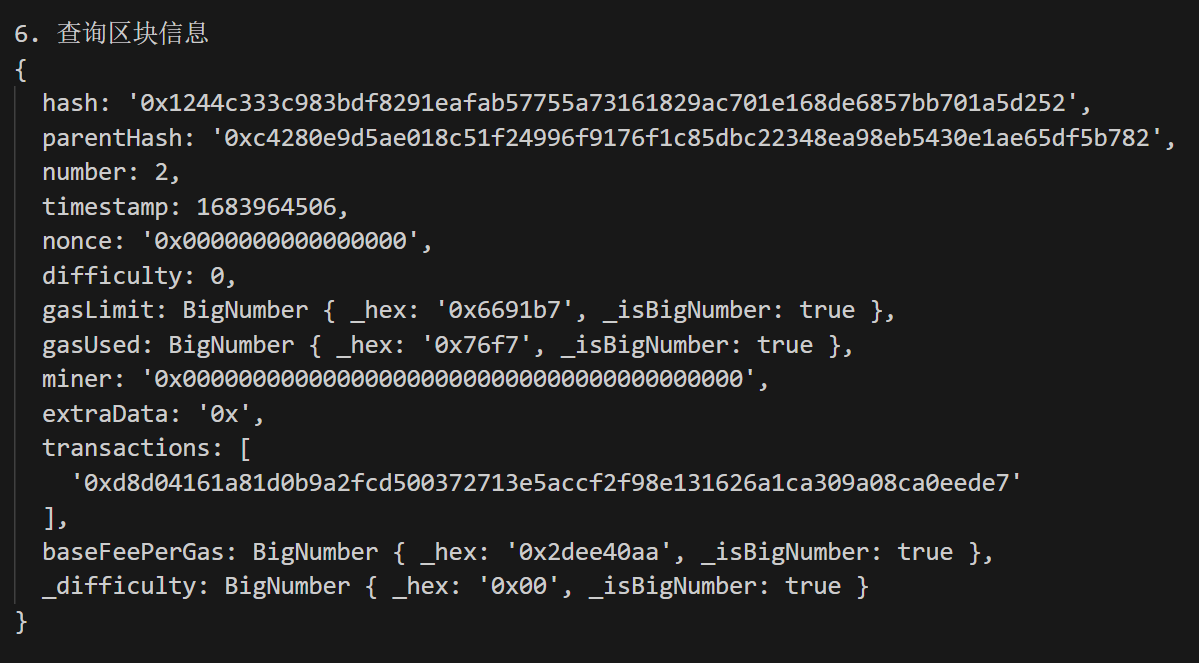 6. 查询区块信息
{
hash: '0x1244c333c983bdf8291eafab57755a73161829ac701e168de6857bb701a5d252',
parentHash: '0xc4280e9d5ae018c51f24996f9176f1c85dbc22348ea98eb5430e1ae65df5b782',
number: 2,
timestamp: 1683964506,
nonce: '0x0000000000000000',
difficulty: 0,
gasLimit: BigNumber { _hex: '0x6691b7', _isBigNumber: true },
gasUsed: BigNumber { _hex: '0x76f7', _isBigNumber: true },
miner: '0x0000000000000000000000000000000000000000',
extraData: '0x',
transactions: [
'0xd8d04161a81d0b9a2fcd500372713e5accf2f98e131626a1ca309a08ca0eede7'
],
baseFeePerGas: BigNumber { _hex: '0x2dee40aa', _isBigNumber: true },
_difficulty: BigNumber { _hex: '0x00', _isBigNumber: true }
}